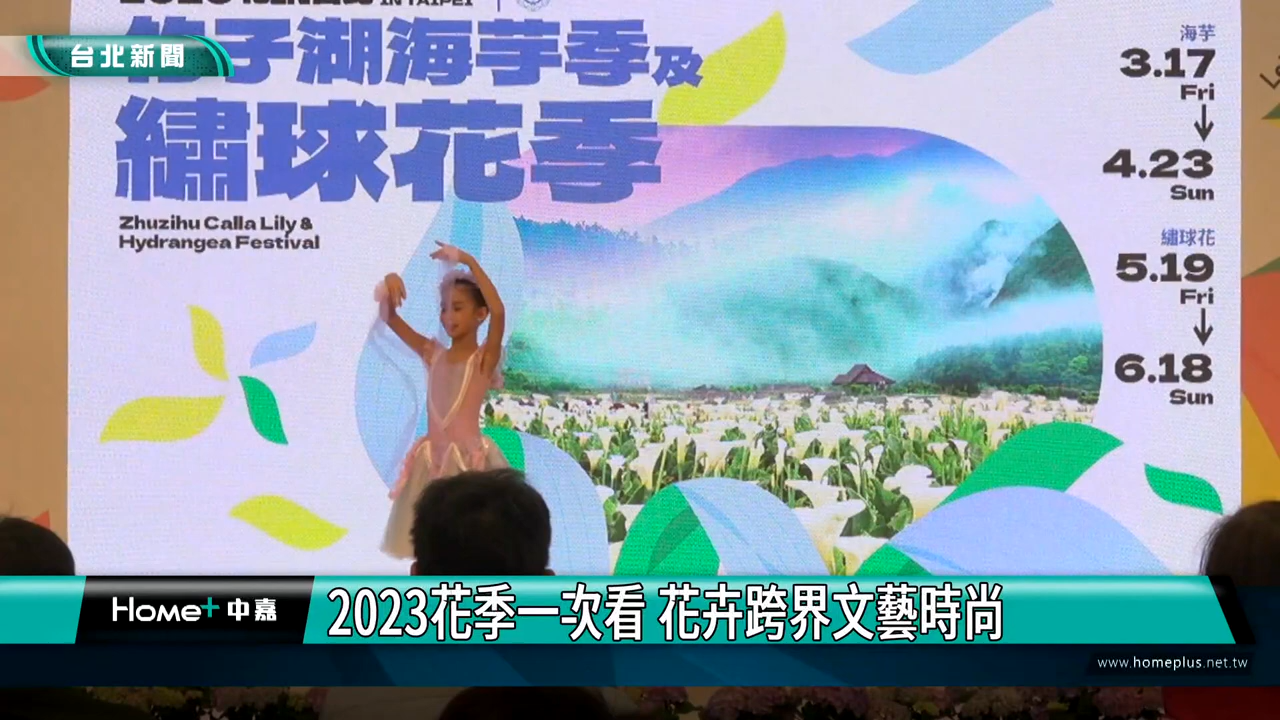 台北新聞
IN TAIPEI
竹子湖海芋季及
繡球花季
Zhuzihu Calla Lily &
Hydrangea Festival
海芋
3.17
Fri
4.23
Sun
繡球花
5.19
Fri
6.18
Sun
Home+中嘉
2023花季一次看 花卉跨界文藝時尚
www.homeplus.net.tw